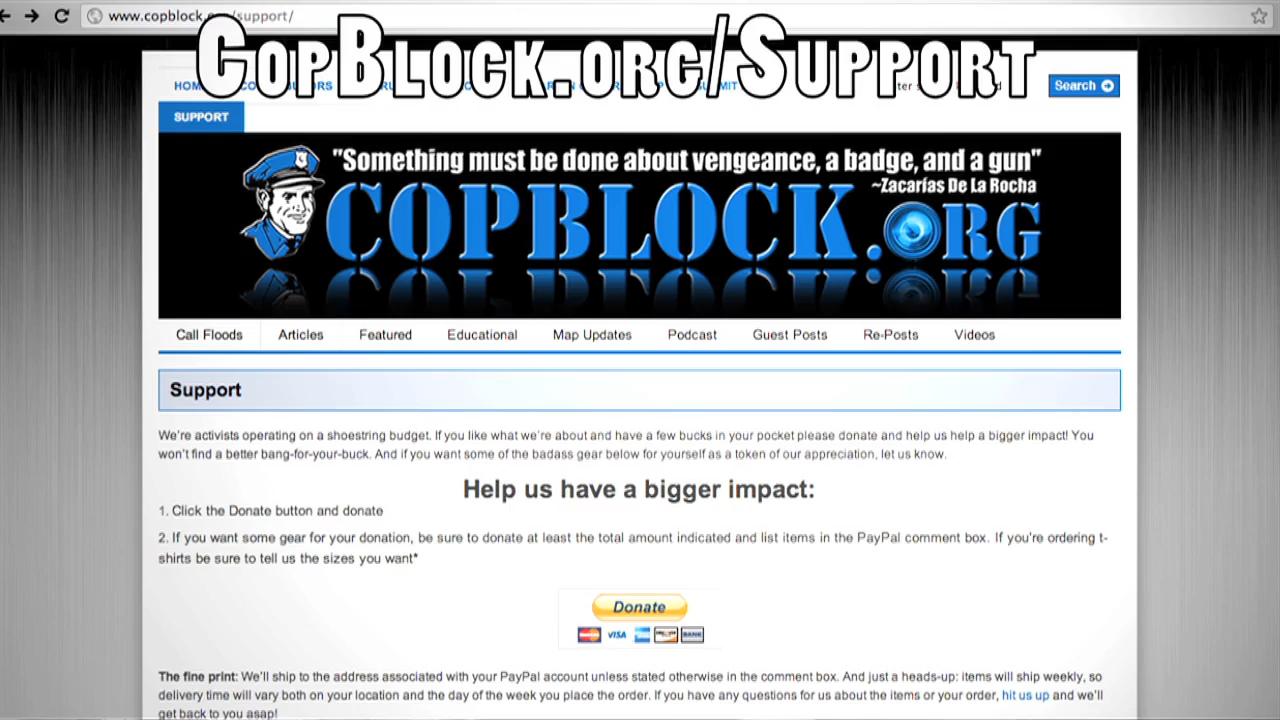 www.copblock. /support/
CopBlock.org/Support
Search
SUPPORT
"Something must be done about vengeance, a badge, and a gun"
~Zacarías De La Rocha
COPBLOCK.ORG
Call Floods Articles Featured Educational Map Updates Podcast Guest Posts Re-Posts Videos
Support
We're activists operating on a shoestring budget. If you like what we're about and have a few bucks in your pocket please donate and help us help a bigger impact! You
won't find a better bang-for-your-buck. And if you want some of the badass gear below for yourself as a token of our appreciation, let us know.
Help us have a bigger impact:
1. Click the Donate button and donate
2. If you want some gear for your donation, be sure to donate at least the total amount indicated and list items in the PayPal comment box. If you're ordering t-
shirts be sure to tell us the sizes you want*
Donate
VISA BANK
The fine print: We'll ship to the address associated with your PayPal account unless stated otherwise in the comment box. And just a heads-up: items will ship weekly, so
delivery time will vary both on your location and the day of the week you place the order. If you have any questions for us about the items or your order, hit us up and we'll
get back to you asap!